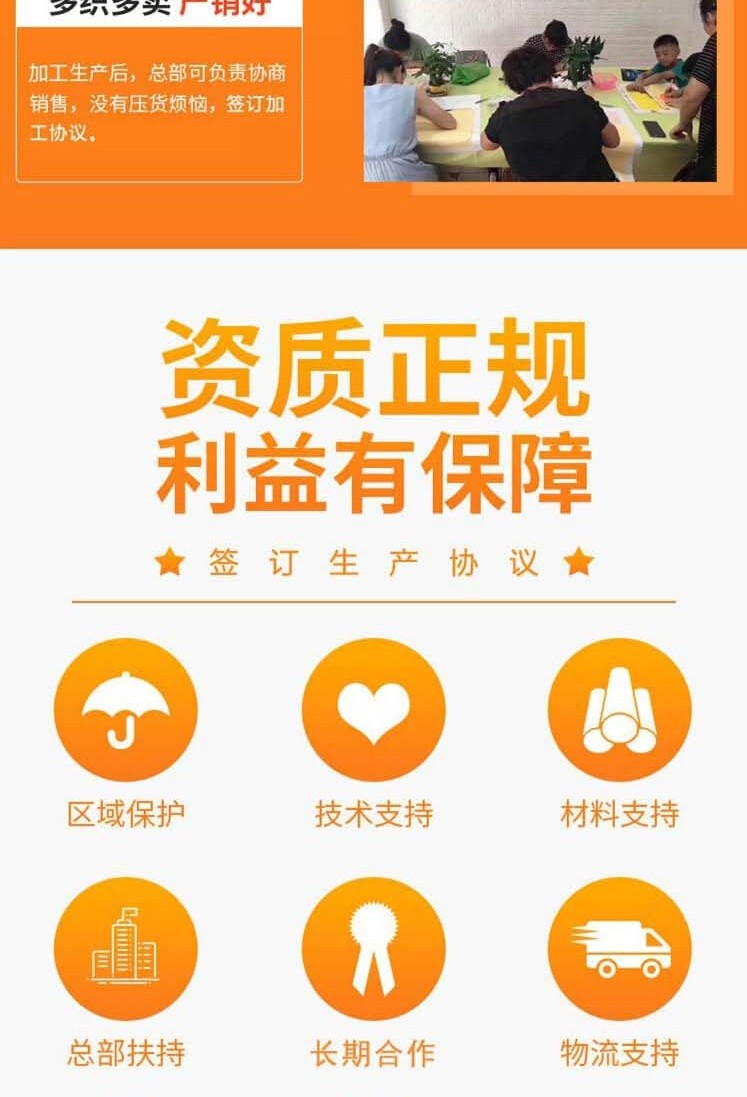 多织多卖 产销好
加工生产后，总部可负责协商
销售，没有压货烦恼，签订加
工协议。
资质正规
利益有保障
签订生产协议
区域保护
技术支持
材料支持
总部扶持
长期合作
物流支持